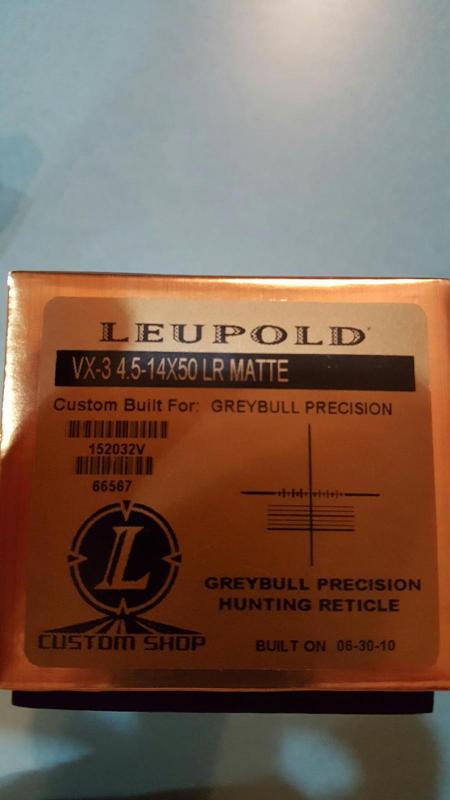 LEUPOLD
VX-3 4.5-14X50 LR MATTE
Custom Built For: GREYBULL PRECISION
152032V
66567
L
GREYBULL PRECISION
HUNTING RETICLE
CUSTOM SHOP
BUILT ON 06-30-10